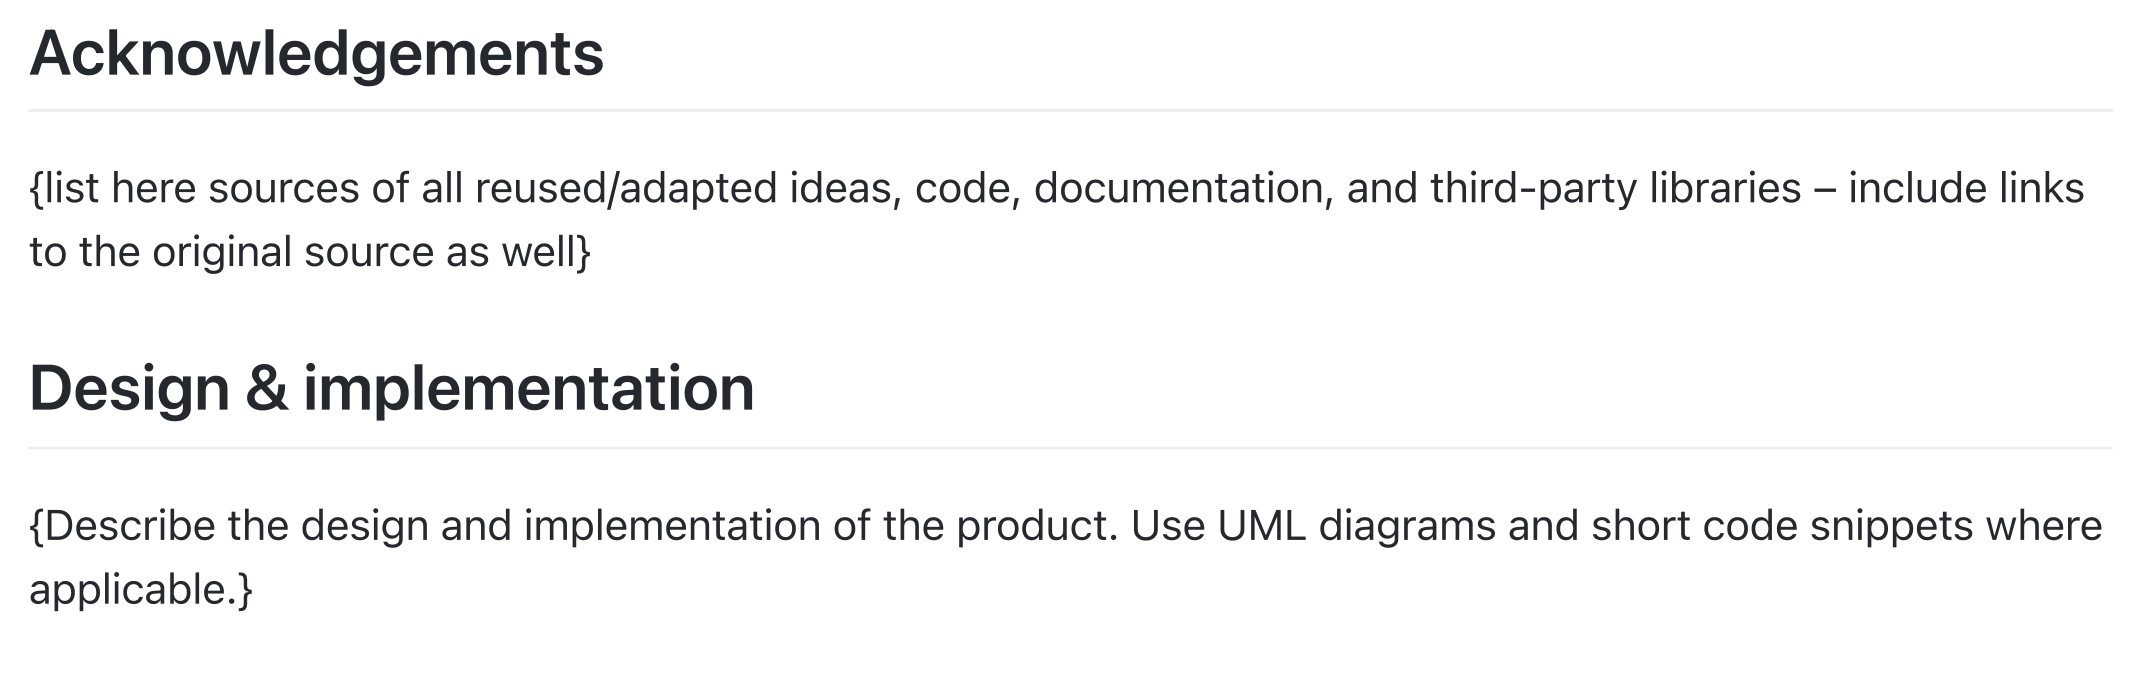 Acknowledgements
{list here sources of all reused/adapted ideas, code, documentation, and third-party libraries – include links
to the original source as well}
Design & implementation
{Describe the design and implementation of the product. Use UML diagrams and short code snippets where
applicable.}